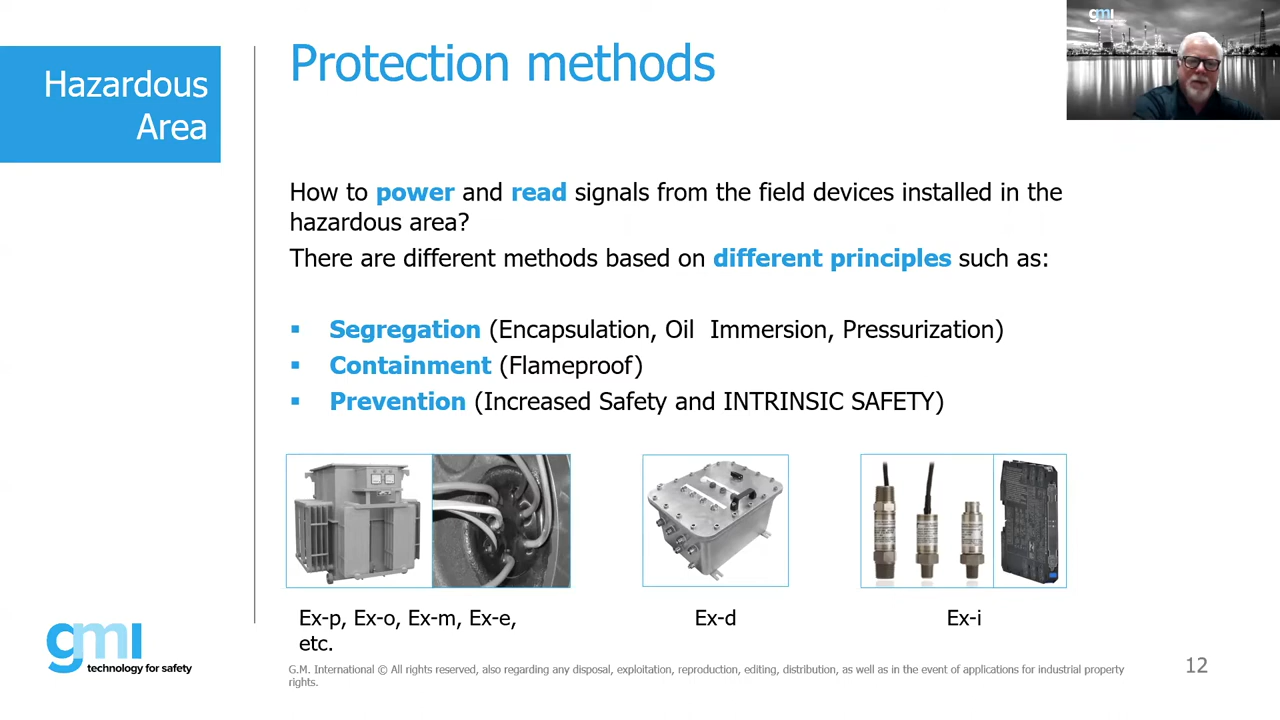 Hazardous
Area
Protection methods
gmi
How to power and read signals from the field devices installed in the
hazardous area?
There are different methods based on different principles such as:
▪ Segregation (Encapsulation, Oil Immersion, Pressurization)
▪ Containment (Flameproof)
▪ Prevention (Increased Safety and INTRINSIC SAFETY)
Ex-p, Ex-o, Ex-m, Ex-e,
etc.
Ex-d
Ex-i
gmi
technology for safety
G.M. International © All rights reserved, also regarding any disposal, exploitation, reproduction, editing, distribution, as well as in the event of applications for industrial property
rights.
12